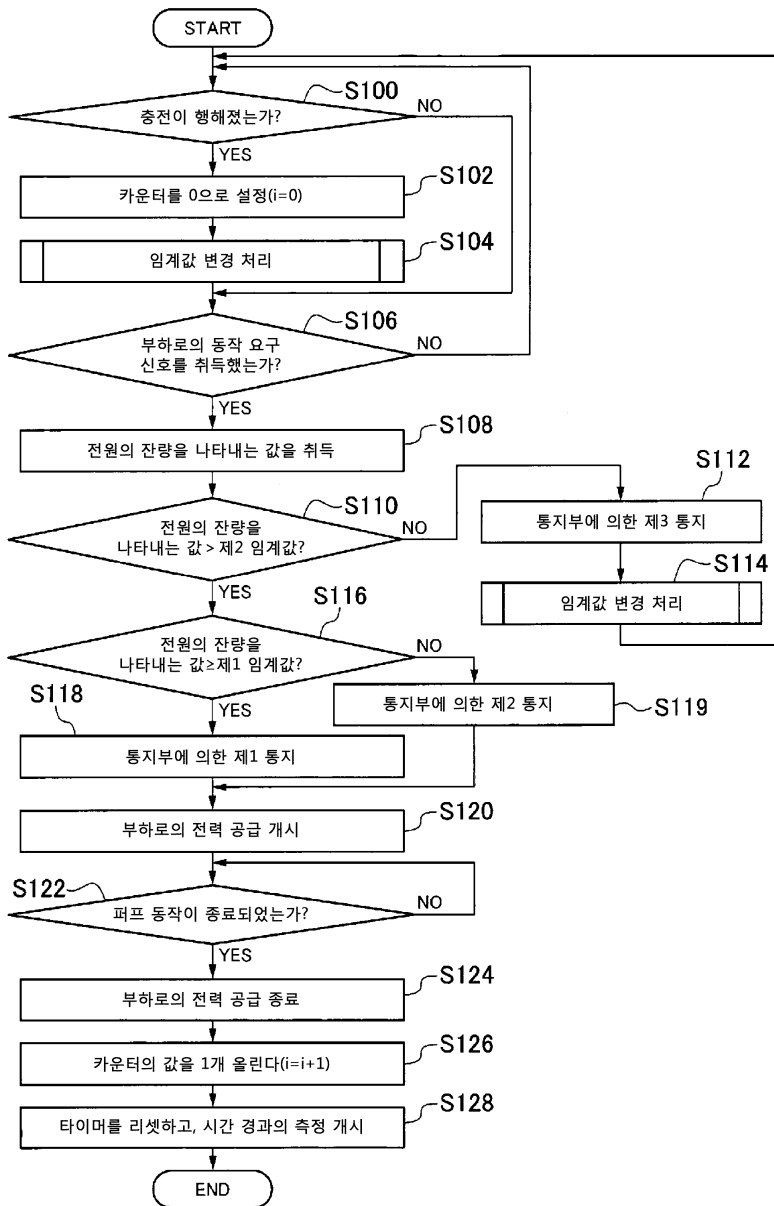 START
S100
충전이 행해졌는가?
NO
YES
S102
카운터를 0으로 설정(i=0)
S104
임계값 변경 처리
S106
부하로의 동작 요구
신호를 취득했는가?
NO
YES
S108
전원의 잔량을 나타내는 값을 취득
S110
전원의 잔량을
나타내는 값 > 제2 임계값?
NO
YES
S112
통지부에 의한 제3 통지
S114
임계값 변경 처리
S116
전원의 잔량을
나타내는 값≥제1 임계값?
NO
YES
S118
통지부에 의한 제1 통지
통지부에 의한 제2 통지
S119
S120
부하로의 전력 공급 개시
S122
퍼프 동작이 종료되었는가?
NO
YES
S124
부하로의 전력 공급 종료
S126
카운터의 값을 1개 올린다(i=i+1)
S128
타이머를 리셋하고, 시간 경과의 측정 개시
END